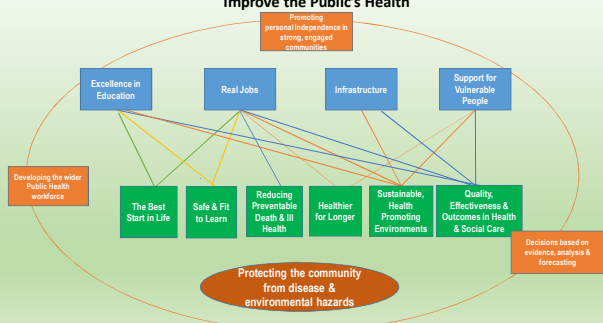 Improve the Public's Health
Promoting
personal independence in
strong, engaged
communities
Excellence in
Education
Real Jobs
Infrastructure
Support for
Vulnerable
People
Developing the wider
Public Health
workforce
The Best
Start in Life
Safe & Fit
to Learn
Reducing
Preventable
Death & Ill
Health
Healthier
for Longer
Sustainable,
Health
Promoting
Environments
Quality,
Effectiveness &
Outcomes in Health
& Social Care
Decisions based on
evidence, analysis &
forecasting
Protecting the community
from disease &
environmental hazards